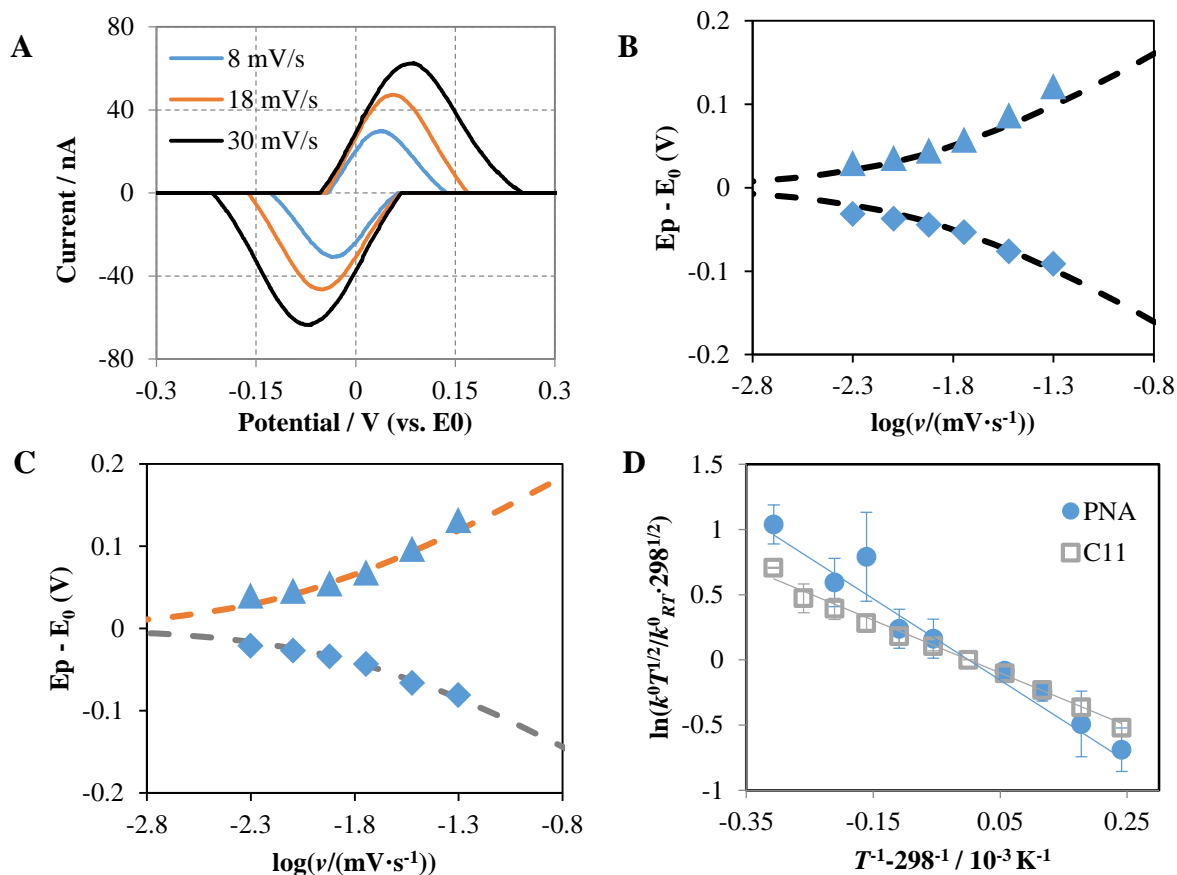 A
80
40
0
-40
-80
Current / nA
8 mV/s
18 mV/s
30 mV/s
-0.3
-0.15
0
0.15
0.3
Potential / V (vs. E0)
B
0.2
0.1
0
-0.1
-0.2
Ep - E₀ (V)
-2.8
-2.3
-1.8
-1.3
-0.8
log(v/(mV·s⁻¹))
C
0.2
0.1
0
-0.1
-0.2
Ep - E₀ (V)
-2.8
-2.3
-1.8
-1.3
-0.8
log(v/(mV·s⁻¹))
D
1.5
1
0.5
0
-0.5
-1
ln(k⁰T¹/²/k⁰RT·298¹/²)
PNA
C11
-0.35
-0.15
0.05
0.25
T⁻¹-298⁻¹ / 10⁻³ K⁻¹